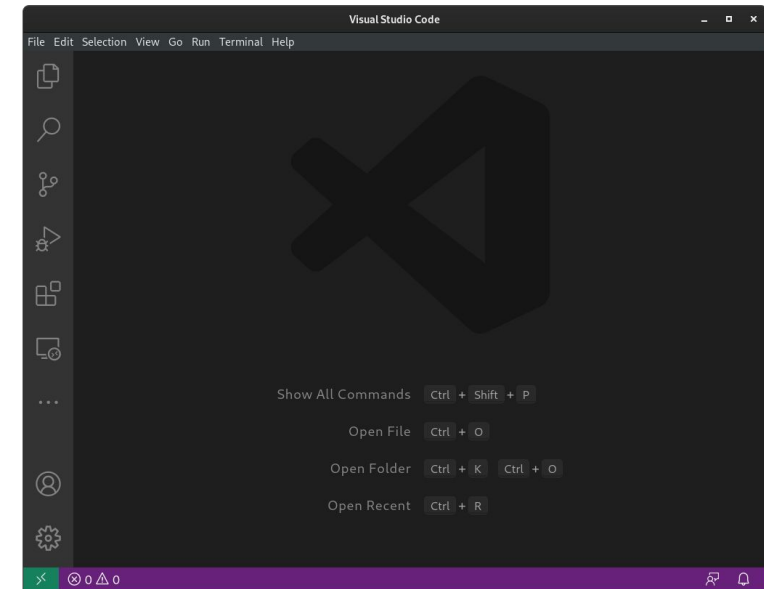 Visual Studio Code
File Edit Selection View Go Run Terminal Help
Show All Commands Ctrl + Shift + P
Open File Ctrl + O
Open Folder Ctrl + K Ctrl + O
Open Recent Ctrl + R
0 0